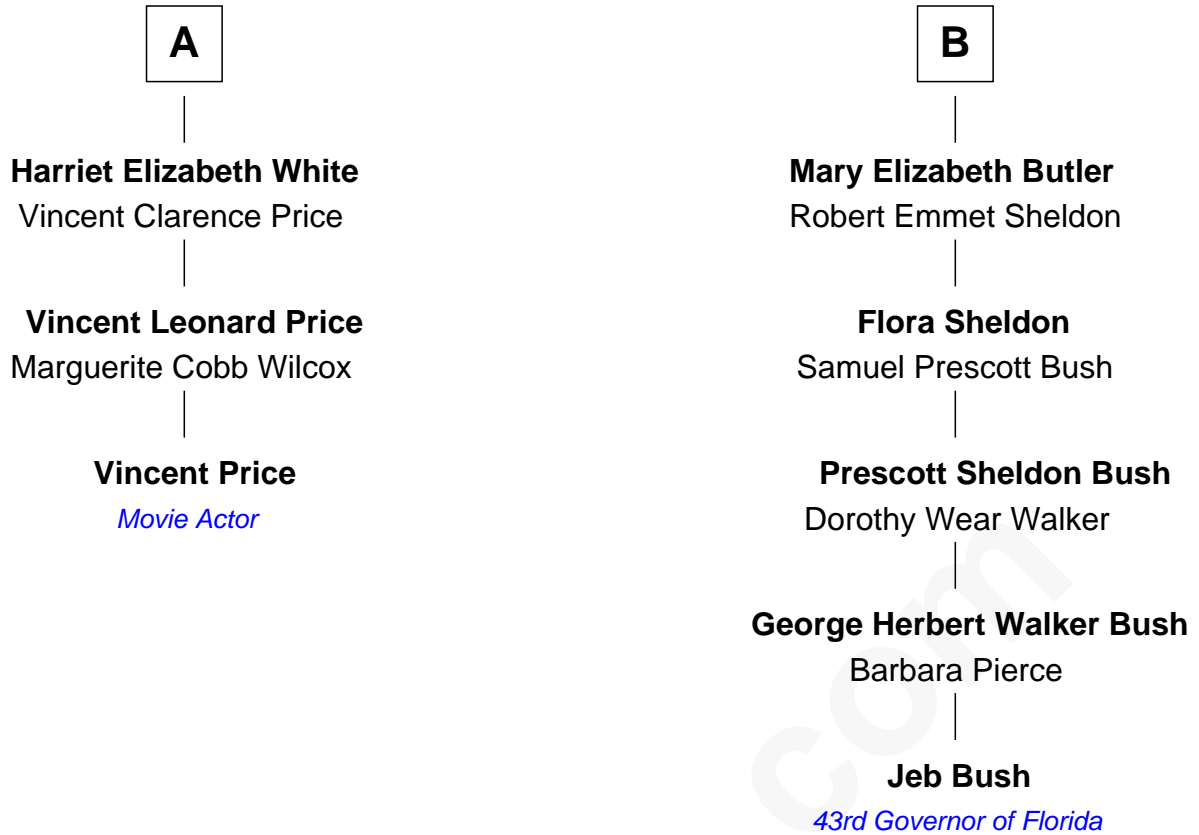 A
Harriet Elizabeth White
Vincent Clarence Price
Vincent Leonard Price
Marguerite Cobb Wilcox
Vincent Price
Movie Actor
B
Mary Elizabeth Butler
Robert Emmet Sheldon
Flora Sheldon
Samuel Prescott Bush
Prescott Sheldon Bush
Dorothy Wear Walker
George Herbert Walker Bush
Barbara Pierce
Jeb Bush
43rd Governor of Florida
com